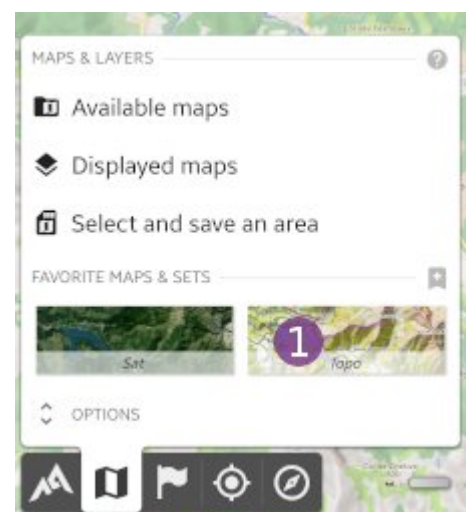 MAPS & LAYERS
Available maps
Displayed maps
Select and save an area
FAVORITE MAPS & SETS
Sat
1
Topo
OPTIONS